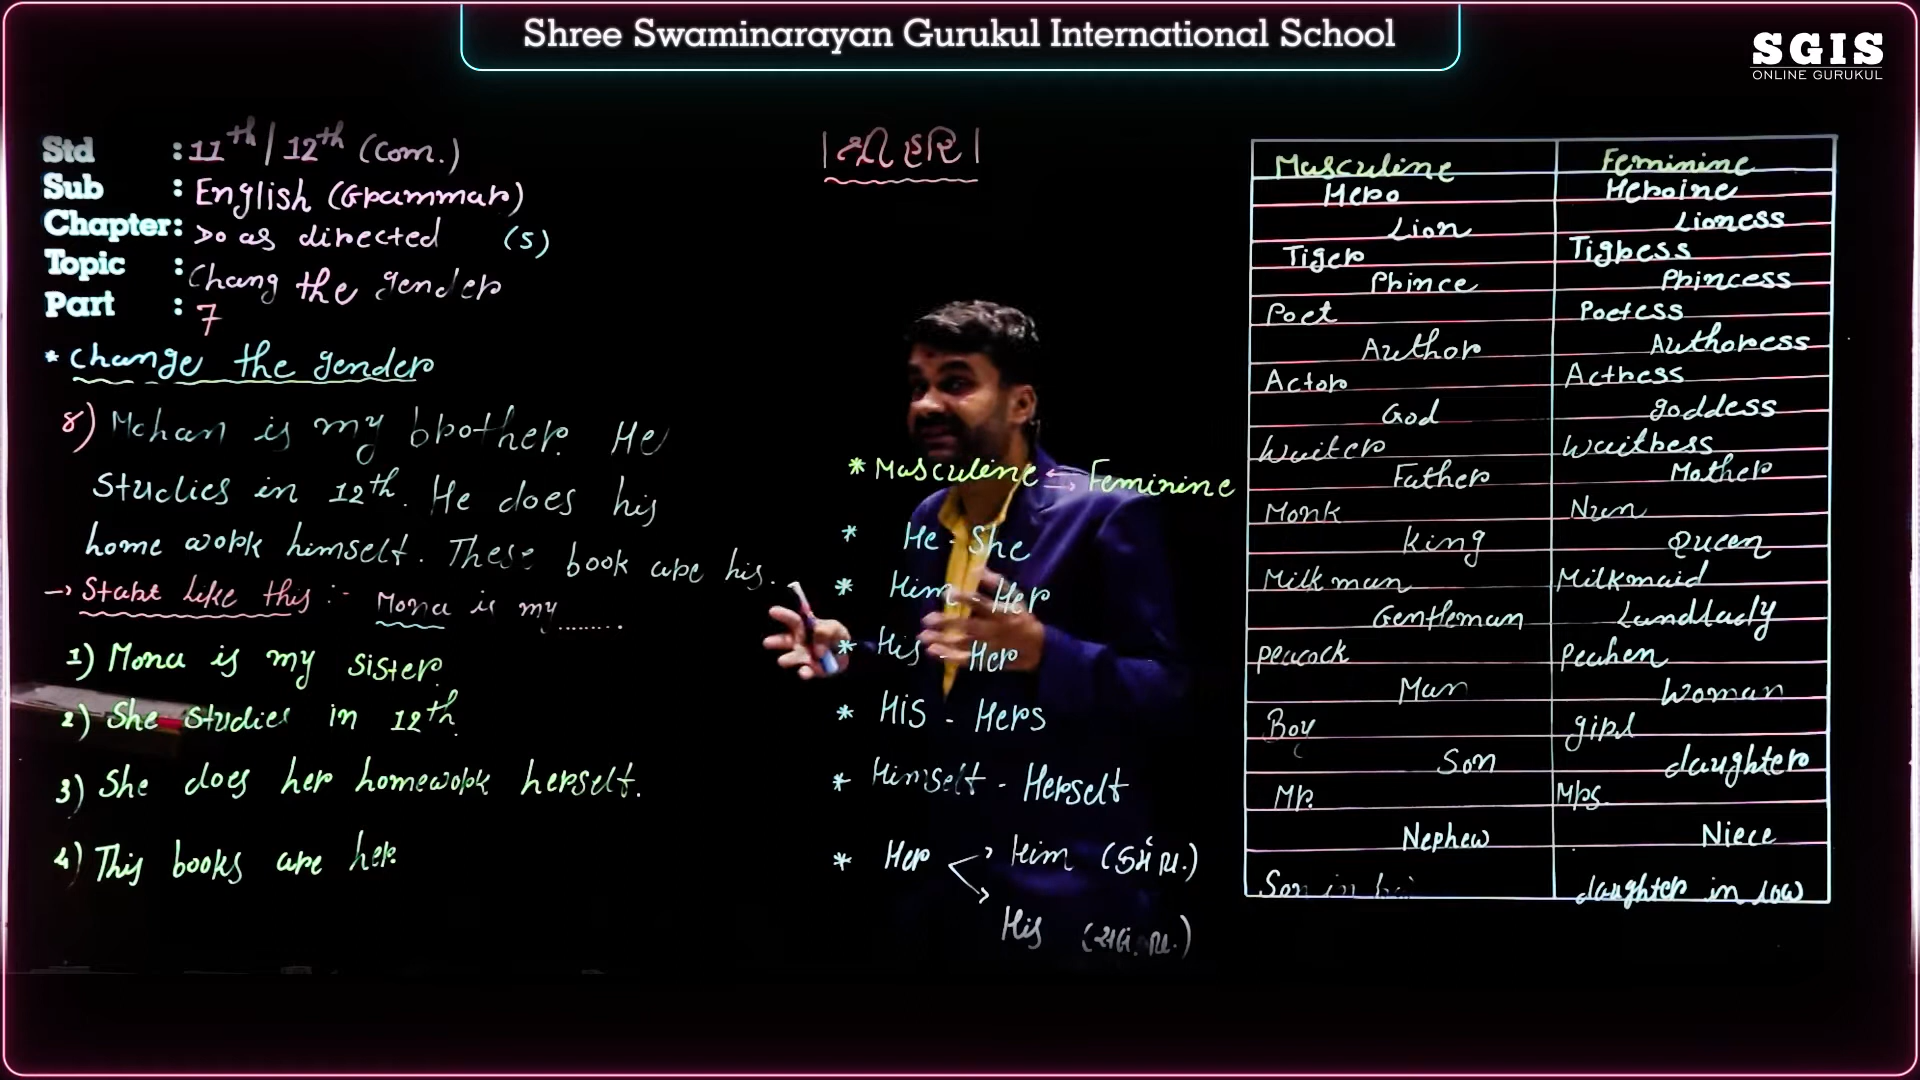 Shree Swaminarayan Gurukul International School
SGIS
ONLINE GURUKUL
Std : 11th / 12th (com.)
Sub : English (Grammar)
Chapter: Do as directed (5)
Topic : Chang the gender
Part : 7
|શ્રી હરિ|
* change the gender
8) Mohan is my brother. He
Studies in 12th. He does his
home work himself. These book are his.
→ Start like this :- Mona is my ........
1) Mona is my sister.
2) She Studies in 12th.
3) She does her homework herself.
4) This books are her
* Masculine ⇆ Feminine
* He - She
* Him - Her
* His - Her
* HIS - Hers
* Himself - Herself
* Her → Him (કર્મ વિ.)
→ His
Masculine Feminine
Hero Heroine
Lion Lioness
Tiger Tigress
Prince Princess
Poet Poetess
Author Authoress
Actor Actress
God goddess
Waiter Waitress
Father Mother
Monk Nun
king Queen
Milkman Milkmaid
Gentleman Landlady
peacock Peahen
Man Woman
Boy girl
Son daughter
Mr. Mrs.
Nephew Niece
Son in daughter in low